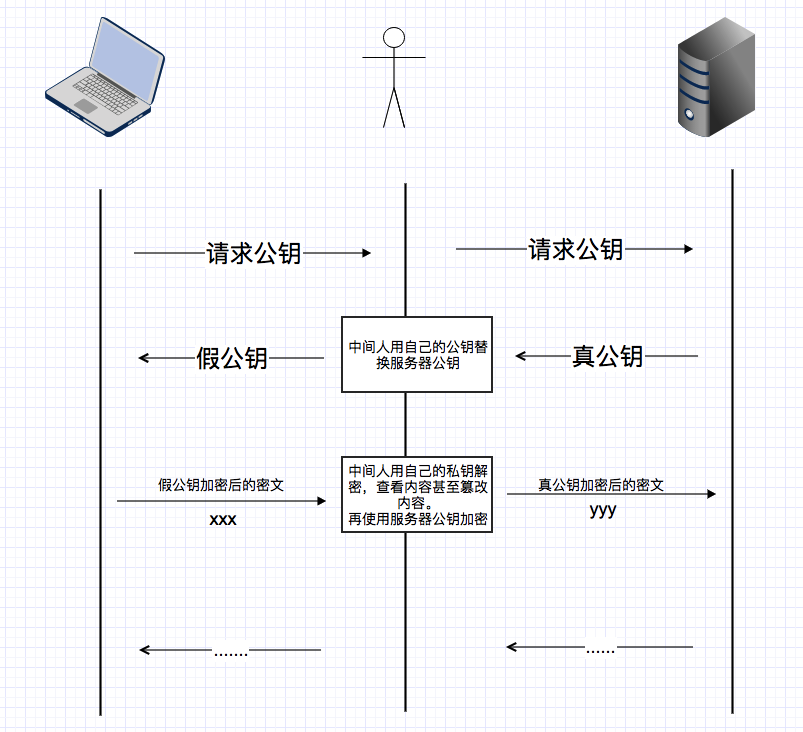 请求公钥
请求公钥
假公钥
中间人用自己的公钥替
换服务器公钥
真公钥
假公钥加密后的密文
xxx
中间人用自己的私钥解
密，查看内容甚至篡改
内容。
再使用服务器公钥加密
真公钥加密后的密文
yyy
.......
......